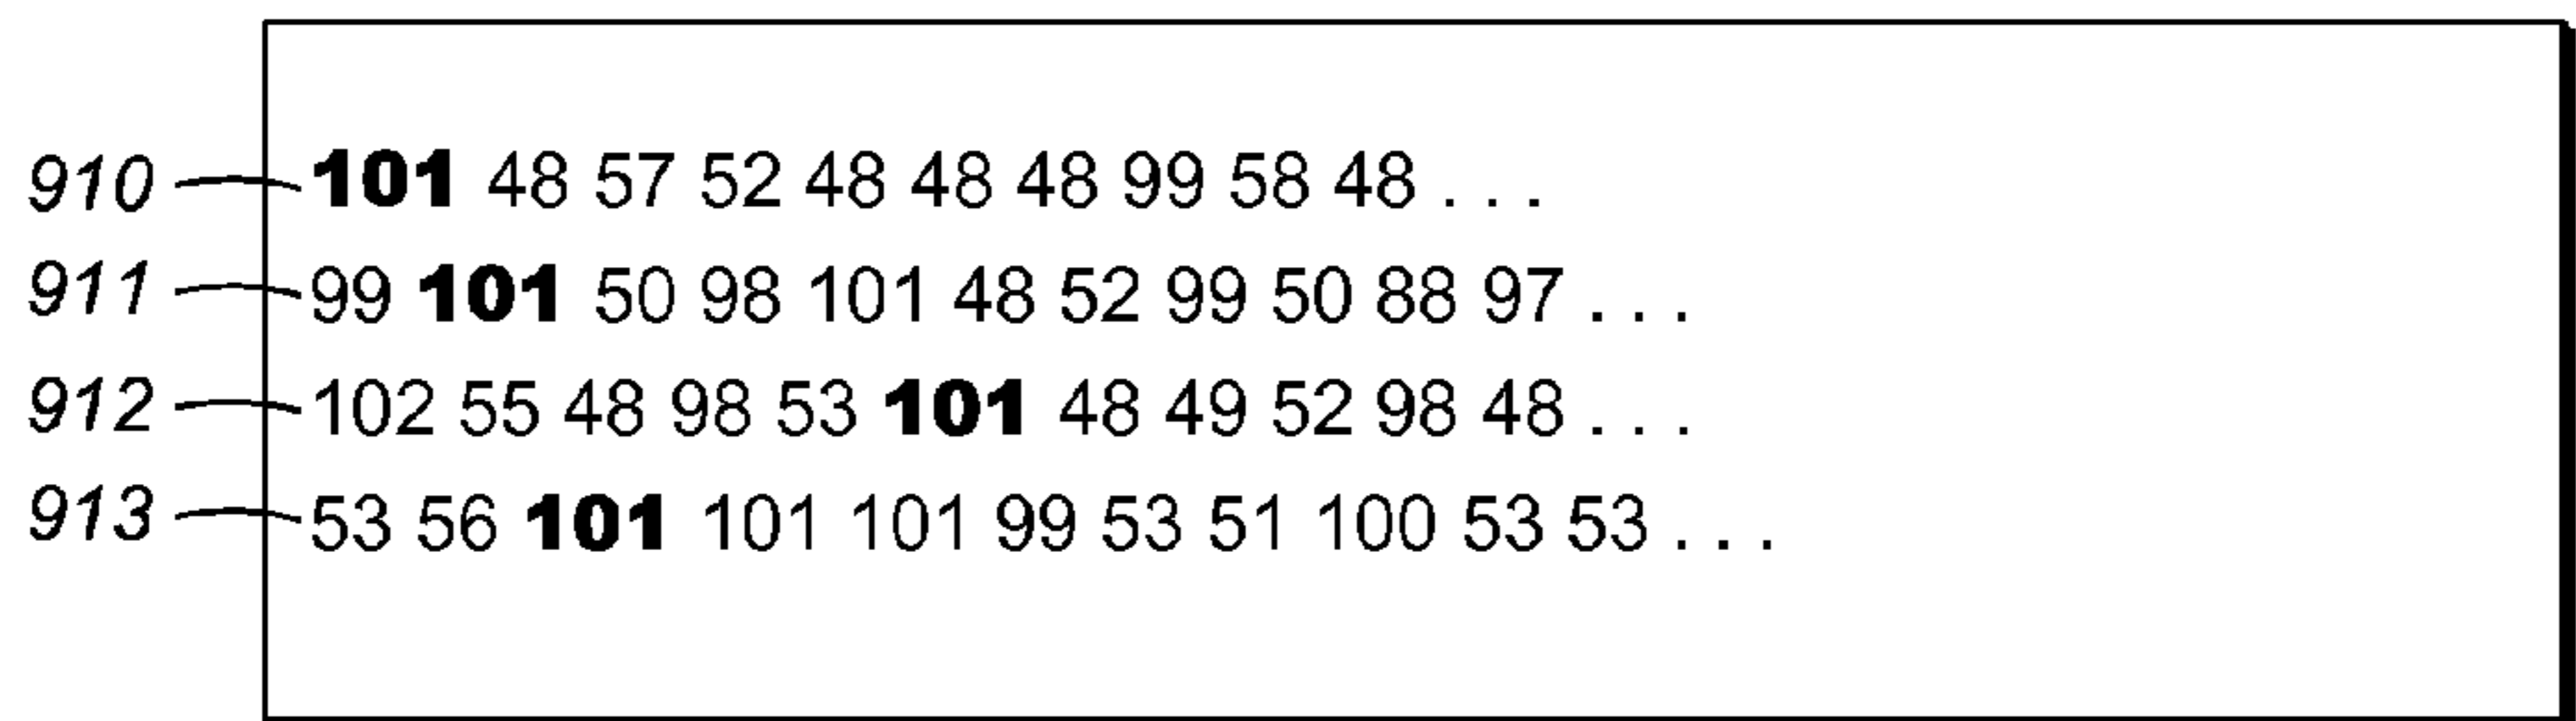 910 101 48 57 52 48 48 48 99 58 48 . . .
911 99 101 50 98 101 48 52 99 50 88 97 . . .
912 102 55 48 98 53 101 48 49 52 98 48 . . .
913 53 56 101 101 101 99 53 51 100 53 53 . . .